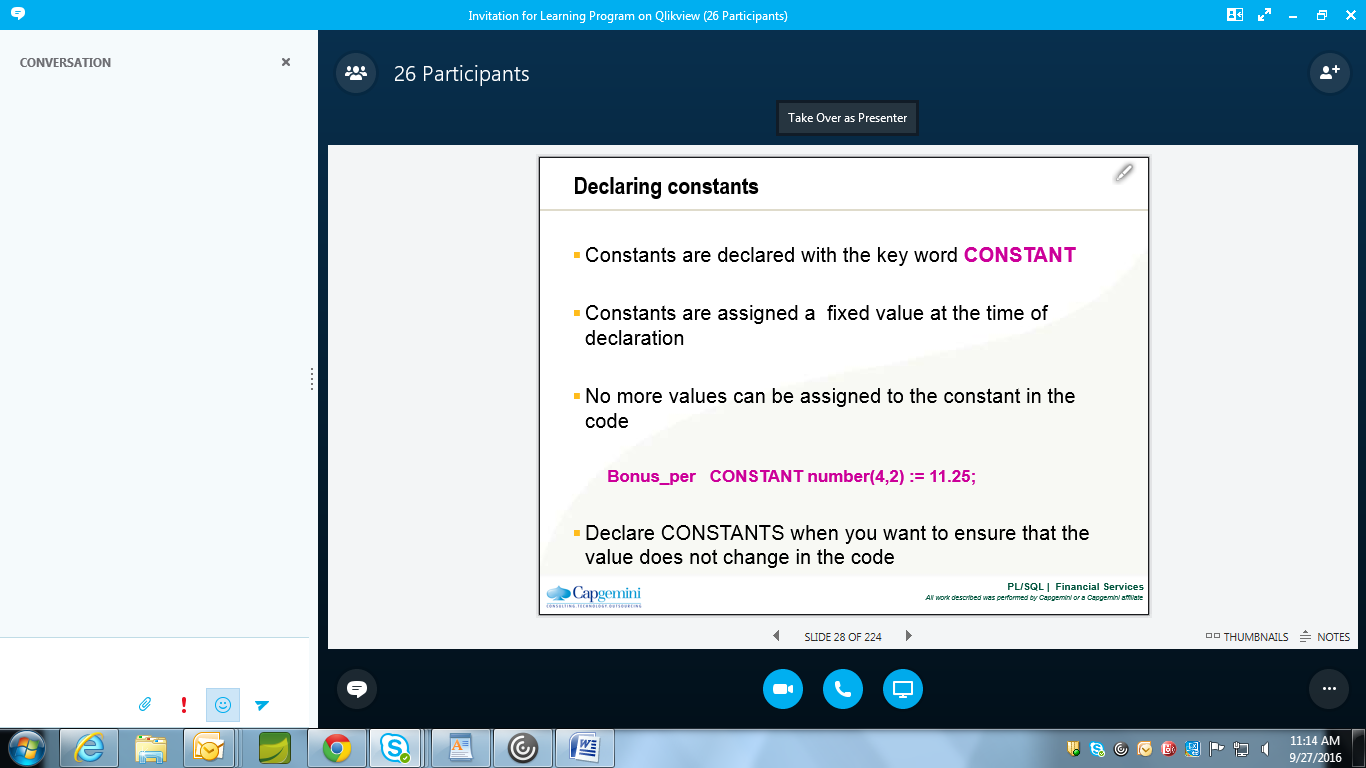 Invitation for Learning Program on Qlikview (26 Participants)
CONVERSATION
26 Participants
Take Over as Presenter
Declaring constants
Constants are declared with the key word CONSTANT
Constants are assigned a  fixed value at the time of
declaration
No more values can be assigned to the constant in the
code
Bonus_per   CONSTANT number(4,2) := 11.25;
Declare CONSTANTS when you want to ensure that the
value does not change in the code
Capgemini
CONSULTING.TECHNOLOGY.OUTSOURCING
PL/SQL |  Financial Services
All work described was performed by Capgemini or a Capgemini affiliate
SLIDE 28 OF 224
THUMBNAILS
NOTES
11:14 AM
9/27/2016